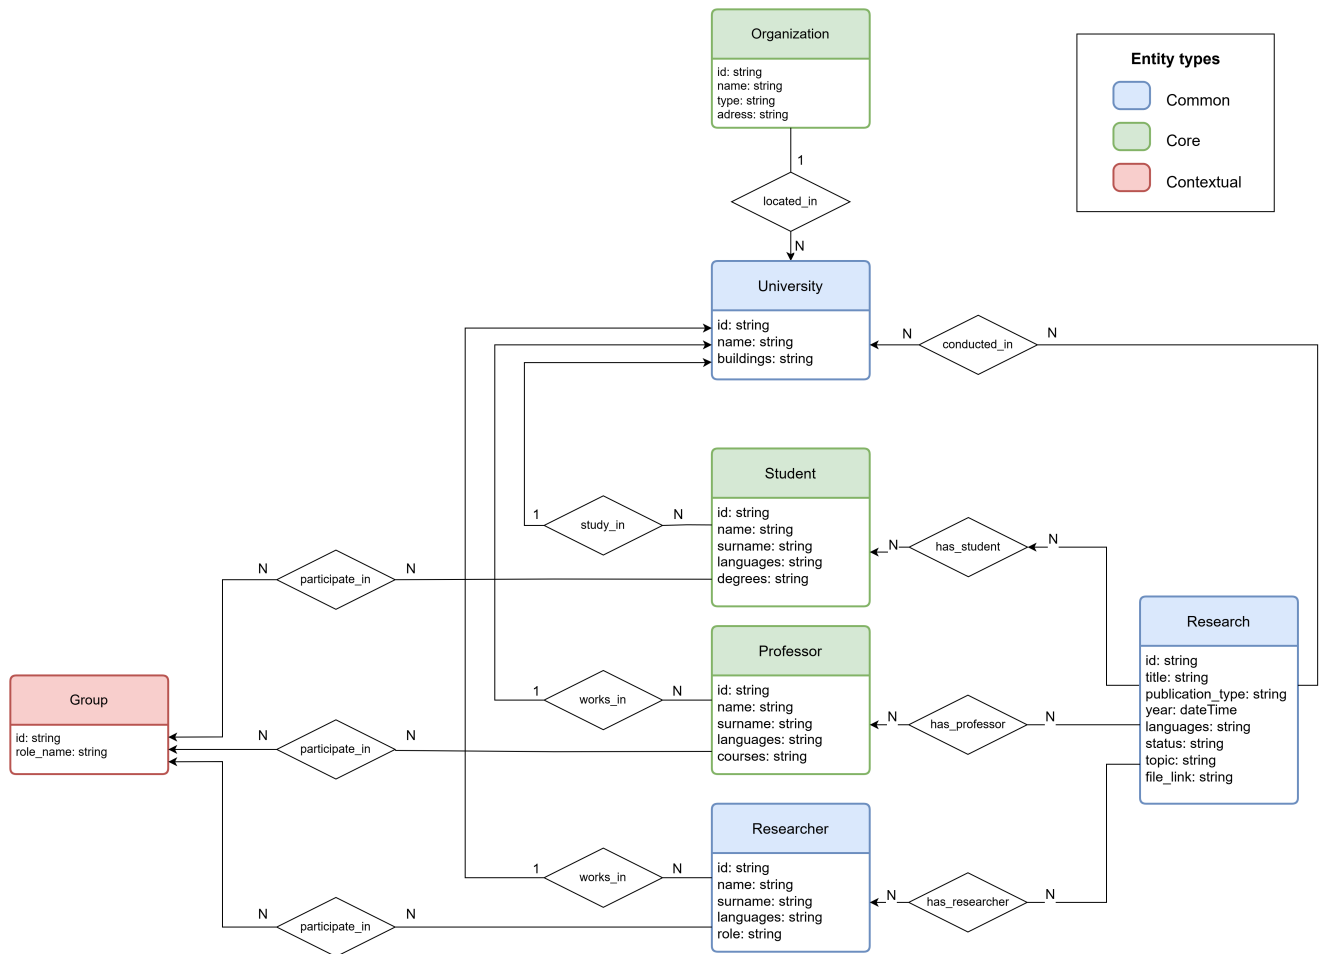 Organization
id: string
name: string
type: string
adress: string
Entity types
Common
Core
Contextual
1
located_in
N
University
id: string
name: string
buildings: string
N
conducted_in
N
Student
id: string
name: string
surname: string
languages: string
degrees: string
1
study_in
N
N
has_student
N
N
participate_in
N
Research
id: string
title: string
publication_type: string
year: dateTime
languages: string
status: string
topic: string
file_link: string
Professor
id: string
name: string
surname: string
languages: string
courses: string
1
works_in
N
N
has_professor
N
Group
id: string
role_name: string
N
participate_in
N
Researcher
id: string
name: string
surname: string
languages: string
role: string
1
works_in
N
N
has_researcher
N
N
participate_in
N